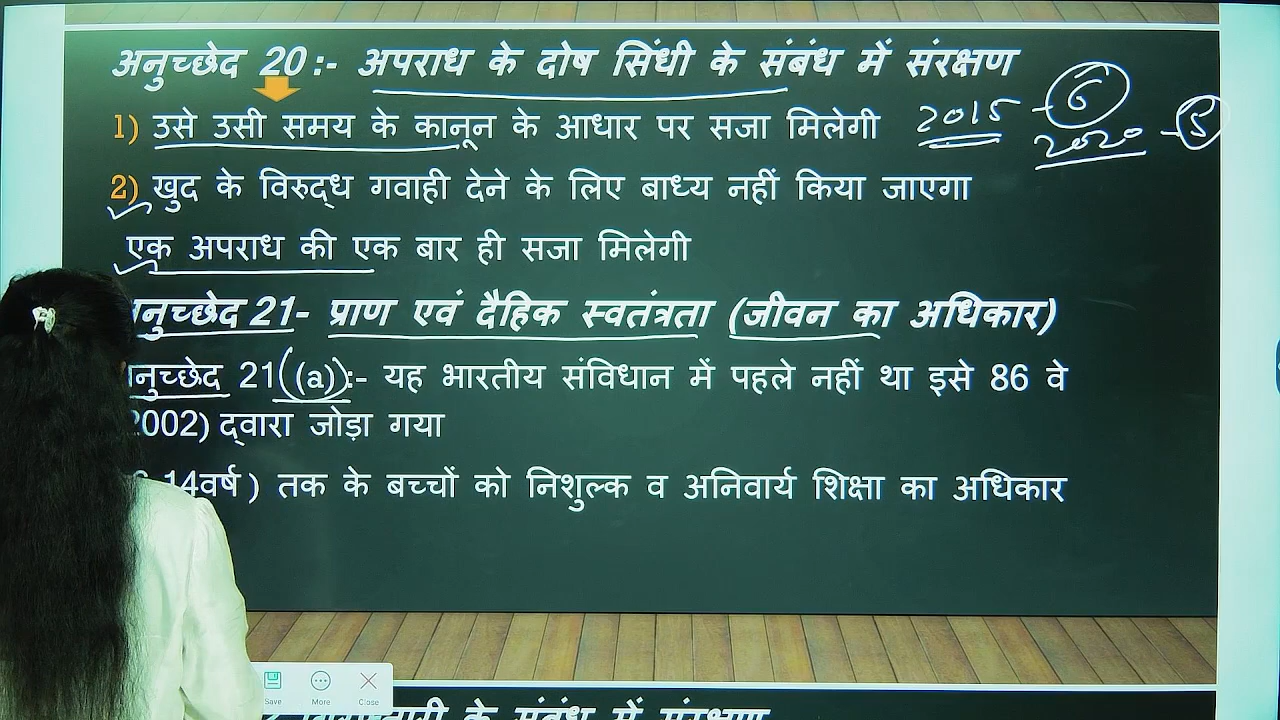 अनुच्छेद 20 :- अपराध के दोष सिंधी के संबंध में संरक्षण
1) उसे उसी समय के कानून के आधार पर सजा मिलेगी
2015 - 6
2020 - 5
2) खुद के विरुद्ध गवाही देने के लिए बाध्य नहीं किया जाएगा
एक अपराध की एक बार ही सजा मिलेगी
नुच्छेद 21- प्राण एवं दैहिक स्वतंत्रता (जीवन का अधिकार)
नुच्छेद 21 (a):- यह भारतीय संविधान में पहले नहीं था इसे 86 वे
2002) द्वारा जोड़ा गया
14वर्ष ) तक के बच्चों को निशुल्क व अनिवार्य शिक्षा का अधिकार
Save More Close
के संबंध में संरक्षण